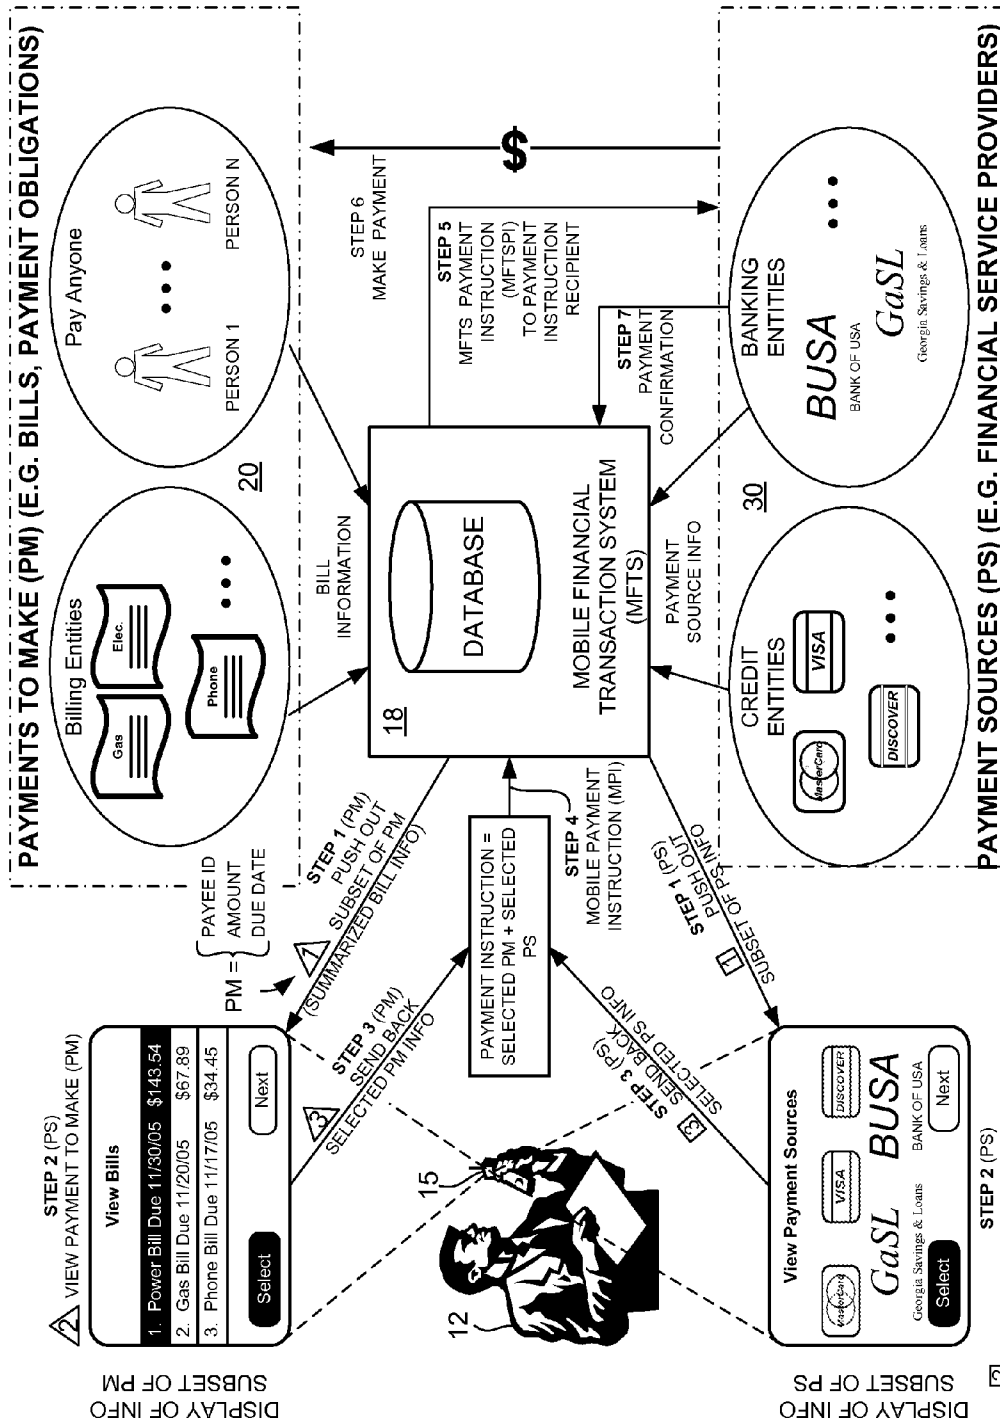 PAYMENTS TO MAKE (PM) (E.G. BILLS, PAYMENT OBLIGATIONS)
Billing Entities
Gas
Elec.
Phone
Pay Anyone
PERSON 1
PERSON N
20
STEP 2 (PS)
2
VIEW PAYMENT TO MAKE (PM)
DISPLAY OF INFO
SUBSET OF PM
View Bills
1. Power Bill Due 11/30/05 $143.54
2. Gas Bill Due 11/20/05 $67.89
3. Phone Bill Due 11/17/05 $34.45
Select
Next
PM =
PAYEE ID
AMOUNT
DUE DATE
1
STEP 1 (PM)
PUSH OUT
SUBSET OF PM
(SUMMARIZED BILL INFO)
3
STEP 3 (PM)
SEND BACK
SELECTED PM INFO
BILL
INFORMATION
STEP 6
MAKE PAYMENT
$
STEP 5
MFTS PAYMENT
INSTRUCTION
(MFTSPI)
TO PAYMENT
INSTRUCTION
RECIPIENT
12
15
PAYMENT INSTRUCTION =
SELECTED PM + SELECTED
PS
STEP 4
MOBILE PAYMENT
INSTRUCTION (MPI)
18
DATABASE
MOBILE FINANCIAL
TRANSACTION SYSTEM
(MFTS)
STEP 7
PAYMENT
CONFIRMATION
PAYMENT
SOURCE INFO
3
STEP 3 (PS)
SEND BACK
SELECTED PS INFO
1
STEP 1 (PS)
PUSH OUT
SUBSET OF PS INFO
DISPLAY OF INFO
SUBSET OF PS
View Payment Sources
MasterCard
VISA
DISCOVER
GaSL
Georgia Savings & Loans
BUSA
BANK OF USA
Select
Next
STEP 2 (PS)
CREDIT
ENTITIES
MasterCard
VISA
DISCOVER
30
BANKING
ENTITIES
BUSA
BANK OF USA
GaSL
Georgia Savings & Loans
PAYMENT SOURCES (PS) (E.G. FINANCIAL SERVICE PROVIDERS)